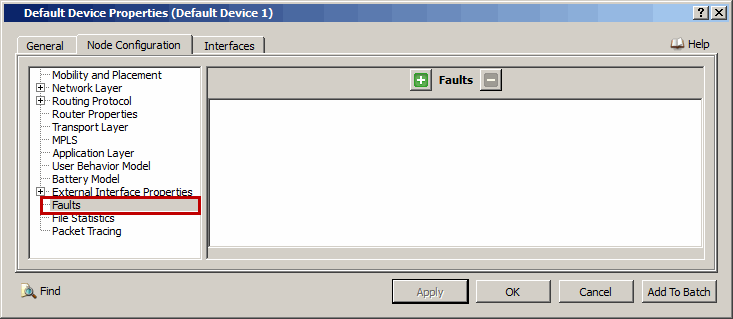 Default Device Properties (Default Device 1)
General
Node Configuration
Interfaces
Help
Mobility and Placement
Network Layer
Routing Protocol
Router Properties
Transport Layer
MPLS
Application Layer
User Behavior Model
Battery Model
External Interface Properties
Faults
File Statistics
Packet Tracing
Faults
Find
Apply
OK
Cancel
Add To Batch